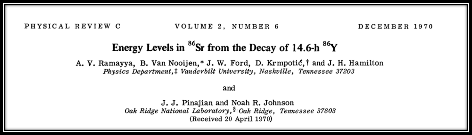 PHYSICAL REVIEW C VOLUME 2, NUMBER 6 DECEMBER 1970
Energy Levels in ⁸⁶Sr from the Decay of 14.6-h ⁸⁶Y
A. V. Ramayya, B. Van Nooijen,* J. W. Ford, D. Krmpotić,† and J. H. Hamilton
Physics Department,‡ Vanderbilt University, Nashville, Tennessee 37203
and
J. J. Pinajian and Noah R. Johnson
Oak Ridge National Laboratory,§ Oak Ridge, Tennessee 37803
(Received 20 April 1970)